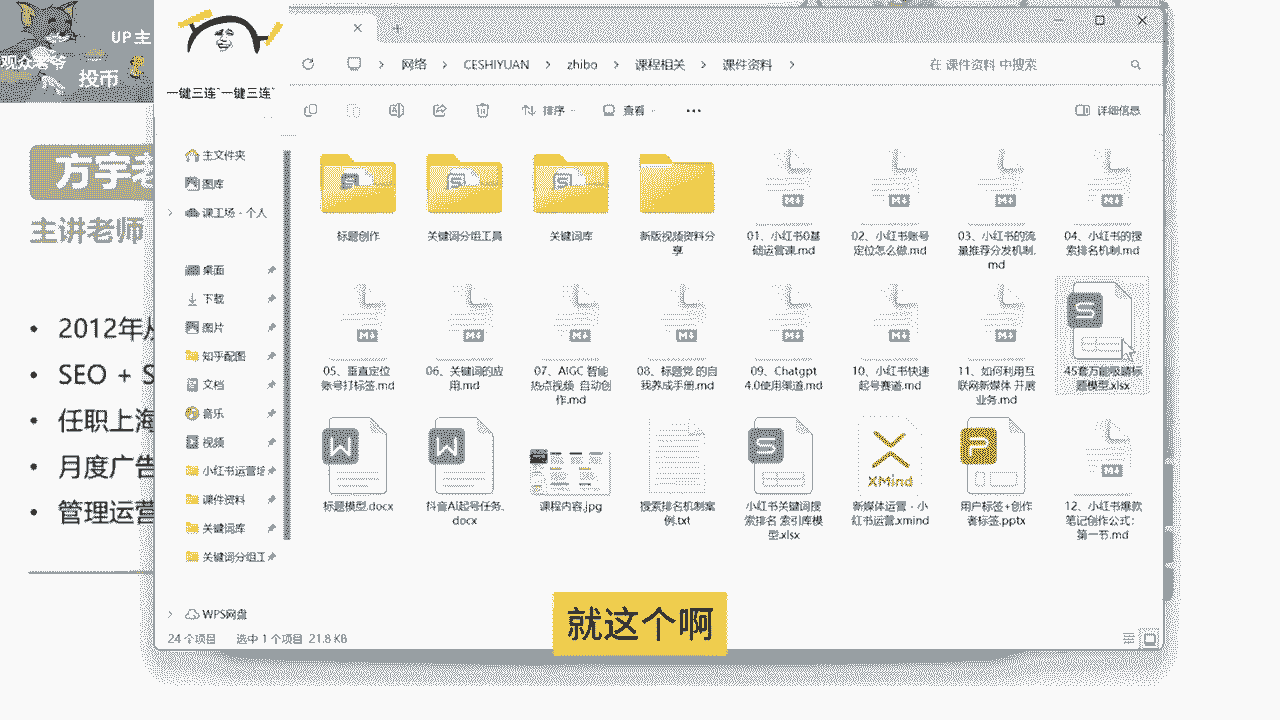 UP主
观众老爷
投币
一键三连`一键三连`
方宇老
主讲老师
2012年从
SEO + S
任职上海
月度广告
管理运营
网络
CESHIYUAN
zhibo
课程相关
课件资料
在 课件资料 中搜索
排序
查看
详细信息
主文件夹
图库
课工场 - 个人
桌面
下载
图片
知乎配图
文档
音乐
视频
小红书运营培
课件资料
关键词库
关键词分组工
WPS网盘
标题创作
关键词分组工具
关键词库
新版视频资料分
享
01、小红书0基
础运营课.md
02、小红书账号
定位怎么做.md
03、小红书的流
量推荐分发机制.
md
04、小红书的搜
索排名机制.md
05、垂直定位
账号打标签.md
06、关键词的应
用.md
07、AIGC 智能
热点视频 自动创
作.md
08、标题党 的自
我养成手册.md
09、Chatgpt
4.0使用渠道.md
10、小红书快速
起号赛道.md
11、如何利用互
联网新媒体 开展
业务.md
45套万能吸睛标
题模型.xlsx
标题模型.docx
抖音AI起号任务.
docx
课程内容.jpg
搜索排名机制案
例.txt
小红书关键词搜
索排名 索引库模
型.xlsx
XMind
新媒体运营 - 小
红书运营.xmind
用户标签+创作
者标签.pptx
12、小红书爆款
笔记创作公式：
第一节.md
24个项目
选中 1 个项目 21.8 KB
就这个啊